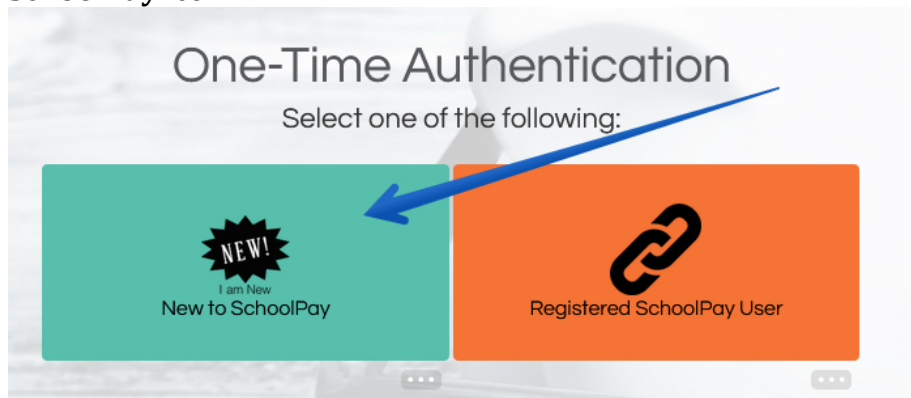 One-Time Authentication
Select one of the following:
NEW!
I am New
New to SchoolPay
Registered SchoolPay User